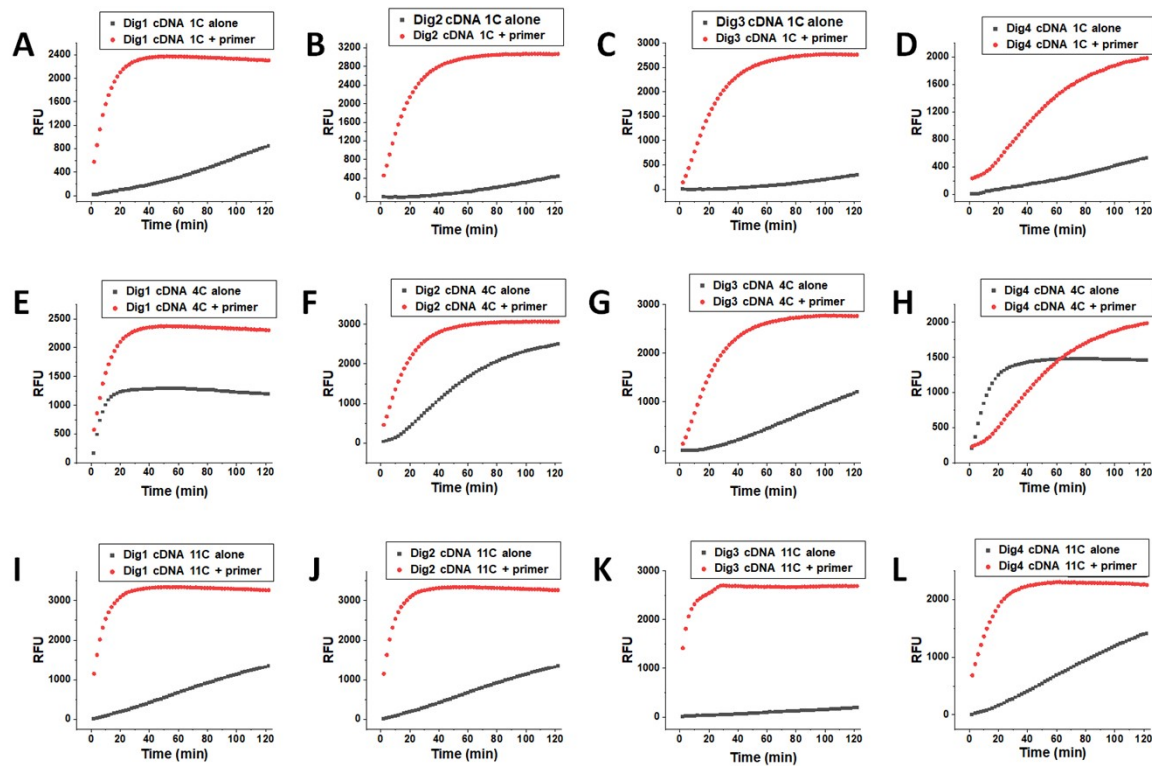 A
Dig1 cDNA 1C alone
Dig1 cDNA 1C + primer
RFU
2400
2000
1600
1200
800
400
0
0 20 40 60 80 100 120
Time (min)
B
Dig2 cDNA 1C alone
Dig2 cDNA 1C + primer
RFU
3200
2800
2400
2000
1600
1200
800
400
0
0 20 40 60 80 100 120
Time (min)
C
Dig3 cDNA 1C alone
Dig3 cDNA 1C + primer
RFU
3000
2500
2000
1500
1000
500
250
0
0 20 40 60 80 100 120
Time (min)
D
Dig4 cDNA 1C alone
Dig4 cDNA 1C + primer
RFU
2000
1600
1200
800
400
0
0 20 40 60 80 100 120
Time (min)
E
Dig1 cDNA 4C alone
Dig1 cDNA 4C + primer
RFU
2500
2000
1500
1000
500
0
0 20 40 60 80 100 120
Time (min)
F
Dig2 cDNA 4C alone
Dig2 cDNA 4C + primer
RFU
3000
2000
1000
0
0 20 40 60 80 100 120
Time (min)
G
Dig3 cDNA 4C alone
Dig3 cDNA 4C + primer
RFU
3000
2000
1000
0
0 20 40 60 80 100 120
Time (min)
H
Dig4 cDNA 4C alone
Dig4 cDNA 4C + primer
RFU
2000
1500
1000
500
0
0 20 40 60 80 100 120
Time (min)
I
Dig1 cDNA 11C alone
Dig1 cDNA 11C + primer
RFU
3000
2000
1000
0
0 20 40 60 80 100 120
Time (min)
J
Dig2 cDNA 11C alone
Dig2 cDNA 11C + primer
RFU
3000
2000
1000
0
0 20 40 60 80 100 120
Time (min)
K
Dig3 cDNA 11C alone
Dig3 cDNA 11C + primer
RFU
3000
2000
1000
0
0 20 40 60 80 100 120
Time (min)
L
Dig4 cDNA 11C alone
Dig4 cDNA 11C + primer
RFU
2000
1000
0
0 20 40 60 80 100 120
Time (min)